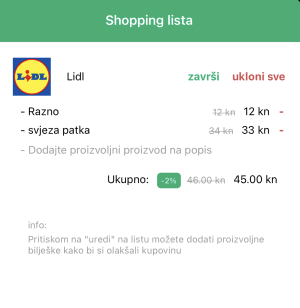 Shopping lista
LIDL Lidl završi ukloni sve
- Razno 12 kn 12 kn -
- svjeza patka 34 kn 33 kn -
- Dodajte proizvoljni proizvod na popis
Ukupno: -2% 46.00 kn 45.00 kn
info:
Pritiskom na "uredi" na listu možete dodati proizvoljne
bilješke kako bi si olakšali kupovinu